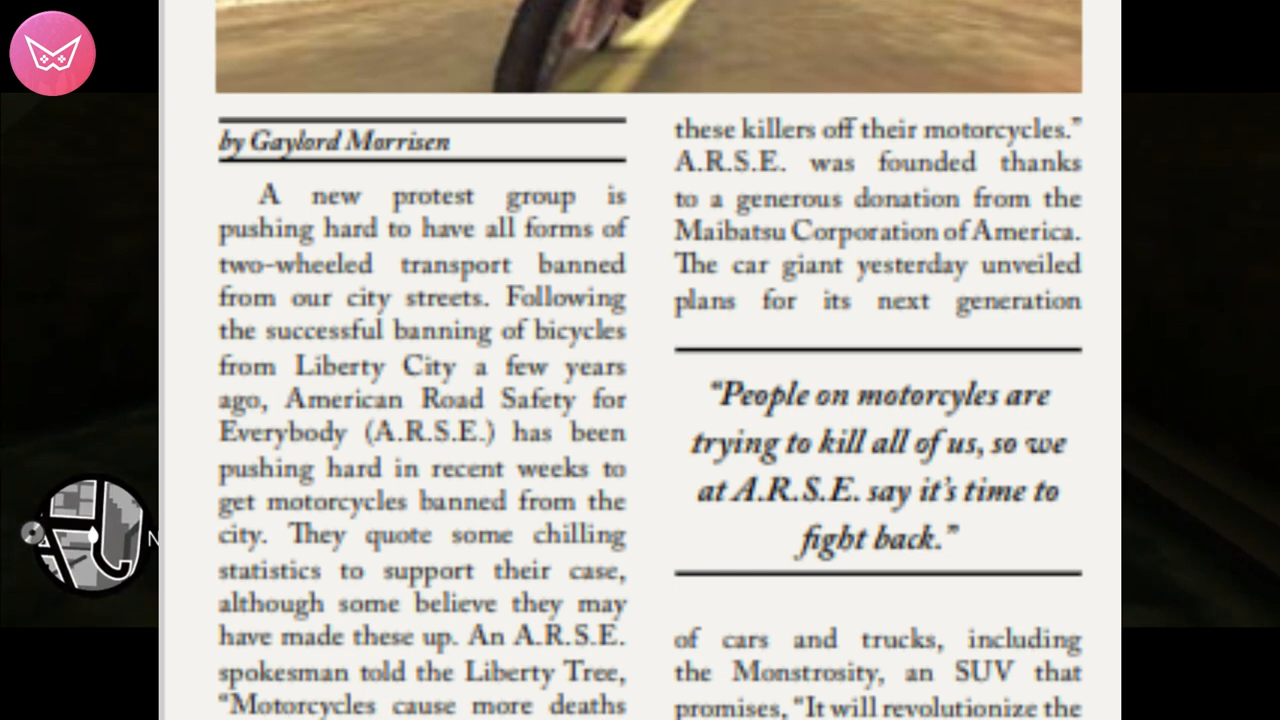 by Gaylord Morrisen
A new protest group is
pushing hard to have all forms of
two-wheeled transport banned
from our city streets. Following
the successful banning of bicycles
from Liberty City a few years
ago, American Road Safety for
Everybody (A.R.S.E.) has been
pushing hard in recent weeks to
get motorcycles banned from the
city. They quote some chilling
statistics to support their case,
although some believe they may
have made these up. An A.R.S.E.
spokesman told the Liberty Tree,
“Motorcycles cause more deaths
these killers off their motorcycles.”
A.R.S.E. was founded thanks
to a generous donation from the
Maibatsu Corporation of America.
The car giant yesterday unveiled
plans for its next generation
“People on motorcyles are
trying to kill all of us, so we
at A.R.S.E. say it’s time to
fight back.”
of cars and trucks, including
the Monstrosity, an SUV that
promises, “It will revolutionize the
N